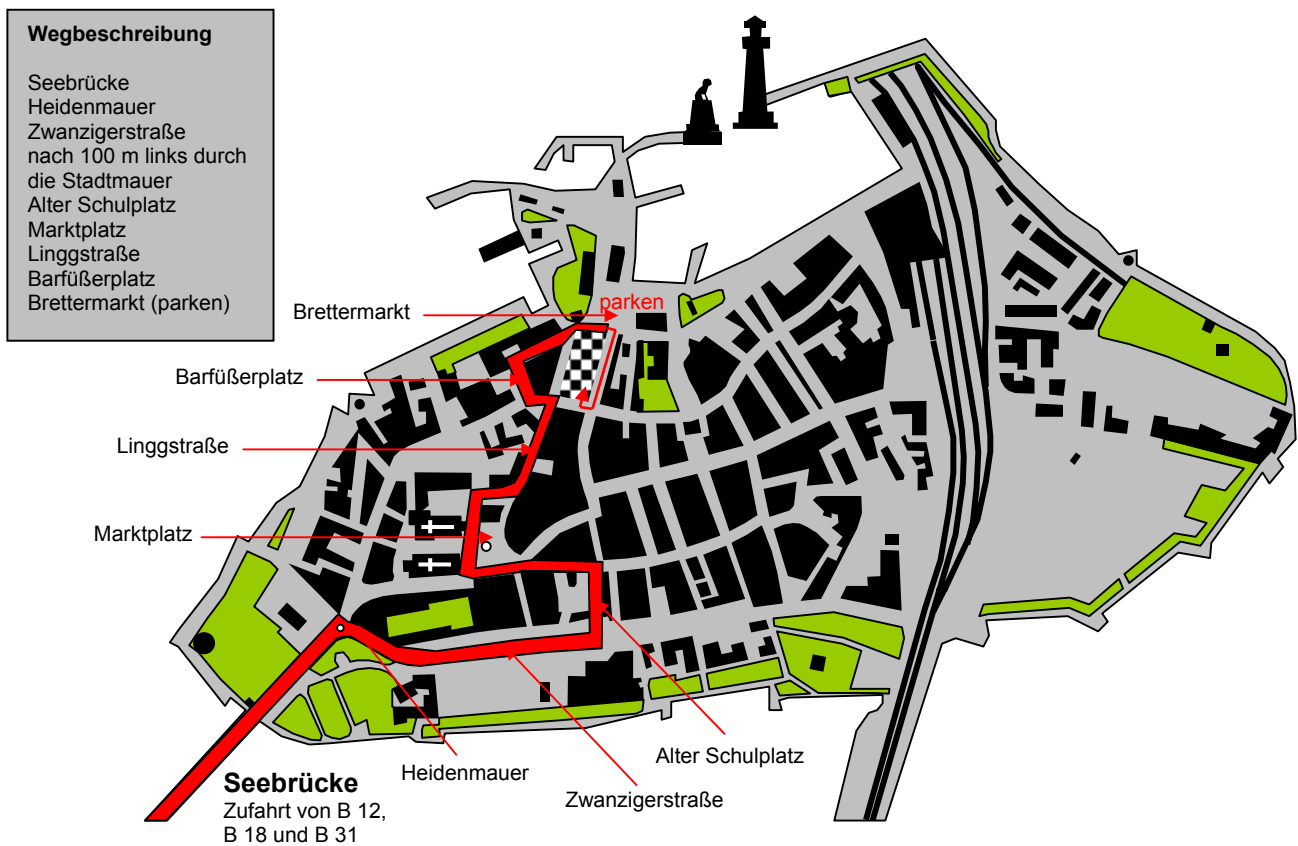 Wegbeschreibung
Seebrücke
Heidenmauer
Zwanzigerstraße
nach 100 m links durch
die Stadtmauer
Alter Schulplatz
Marktplatz
Linggstraße
Barfüßerplatz
Brettermarkt (parken)
parken
Brettermarkt
Barfüßerplatz
Linggstraße
Marktplatz
Alter Schulplatz
Heidenmauer
Zwanzigerstraße
Seebrücke
Zufahrt von B 12,
B 18 und B 31